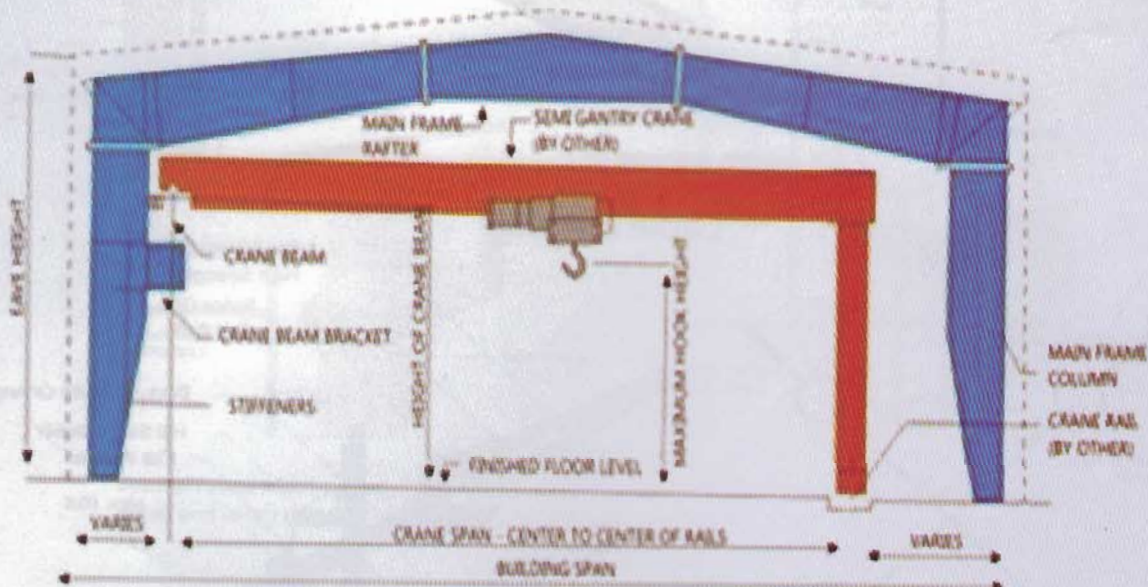 MAIN FRAME
RAFTER
SEMI GANTRY CRANE
(BY OTHER)
EAVE HEIGHT
CRANE BEAM
HEIGHT OF CRANE BEAM
MAXIMUM HOOK HEIGHT
CRANE BEAM BRACKET
MAIN FRAME
COLUMN
STIFFENERS
CRANE RAIL
(BY OTHER)
FINISHED FLOOR LEVEL
VARIES
CRANE SPAN - CENTER TO CENTER OF RAILS
VARIES
BUILDING SPAN